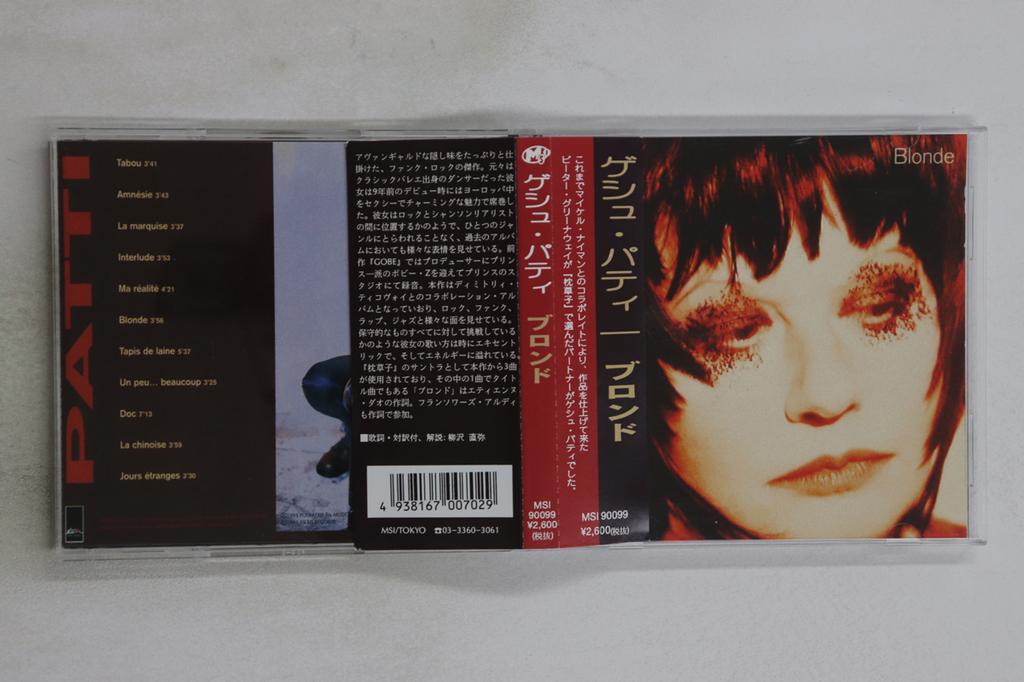 PATTI
Tabou 3'41
Amnésie 3'43
La marquise 3'37
Interlude 3'53
Ma réalité 4'21
Blonde 3'56
Tapis de laine 5'37
Un peu... beaucoup 3'25
Doc 7'13
La chinoise 3'59
Jours étranges 3'30
アヴァンギャルドな隠し味をたっぷりと仕
掛けた、ファンク・ロックの傑作。元々は
クラシックバレエ出身のダンサーだった彼
女は9年前のデビュー時にはヨーロッパ中
をセクシーでチャーミングな魅力で席巻し
た。彼女はロックとシャンソンリアリスト
の間に位置するかのようで、ひとつのジャ
ンルにとらわれることなく、過去のアルバ
ムにおいても様々な表情を見せている。前
作『GOBE』ではプロデューサーにプリン
ス一派のボビー・Zを迎えてプリンスのス
タジオにて録音。本作はディミトリィ・
ティコヴォイとのコラボレーション・アル
バムとなっており、ロック、ファンク、
ラップ、ジャズと様々な面を見せている。
保守的なものすべてに対して挑戦している
かのような彼女の歌い方は時にエキセント
リックで、そしてエネルギーに溢れている。
『枕草子』のサントラとして本作から3曲
が使用されており、その中の1曲でタイト
ル曲でもある「ブロンド」はエティエンヌ
・ダオの作詞。フランソワーズ・アルディ
も作詞で参加。
■歌詞・対訳付、解説:柳沢 直弥
4 938167 007029
MSI/TOKYO ☎03-3360-3061
MSI
ゲシュ・パティ ブロンド
MSI
90099
¥2,600
(税抜)
これまでマイケル・ナイマンとのコラボレイトにより、作品を仕上げて来た
ピーター・グリーナウェイが『枕草子』で選んだパートナーがゲシュ・パティでした。
ゲシュ・パティ｜ブロンド
MSI 90099
¥2,600(税抜)
Blonde